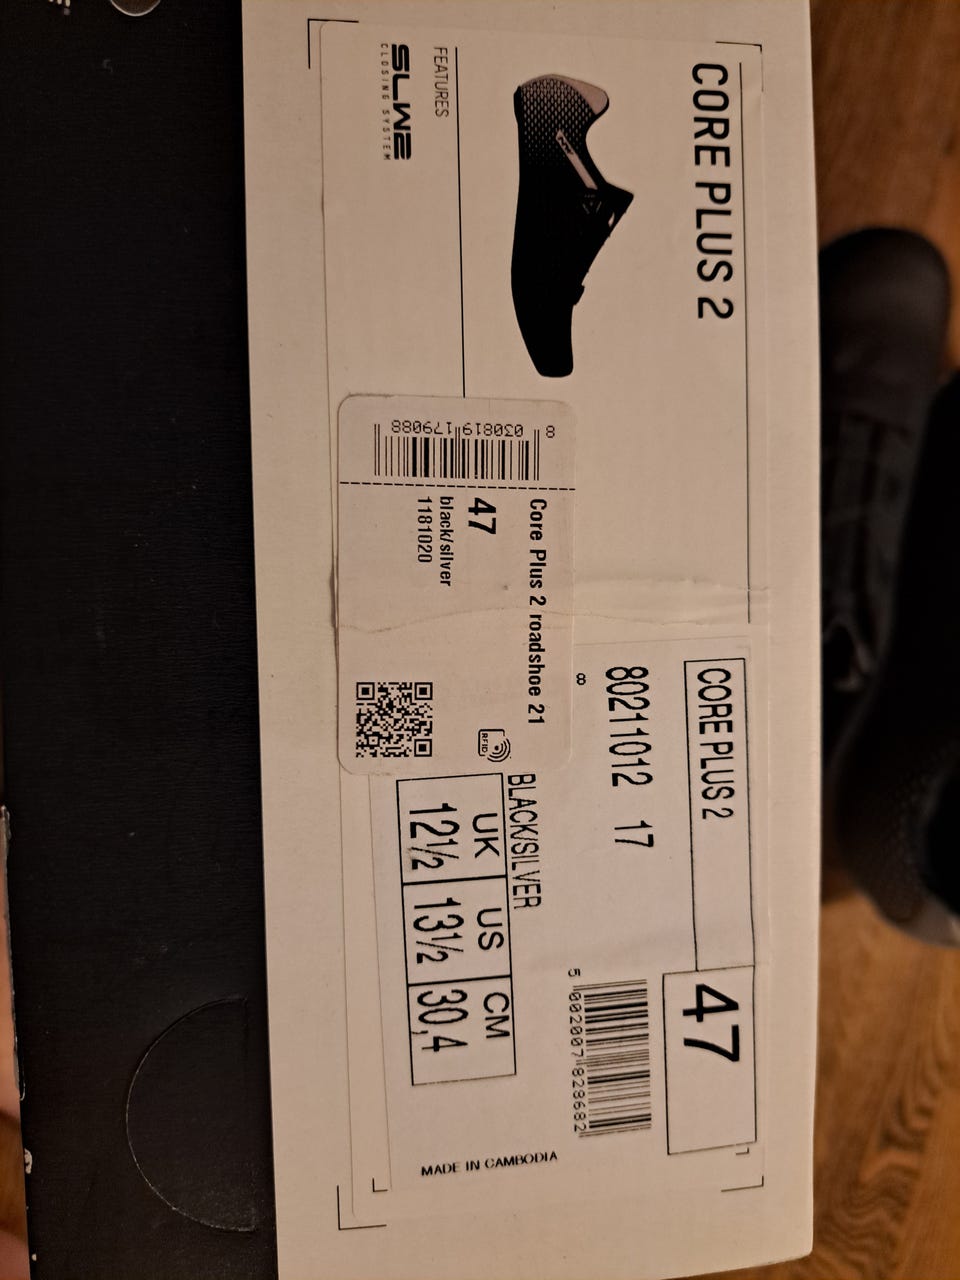 CORE PLUS 2
FEATURES
SLW2
CLOSING SYSTEM
8 030819 179088
Core Plus 2 roadshoe 21
47
black/silver
1181020
RFID
CORE PLUS 2
47
80211012 17
8
5 002007 828682
BLACK/SILVER
UK US CM
12½ 13½ 30,4
MADE IN CAMBODIA